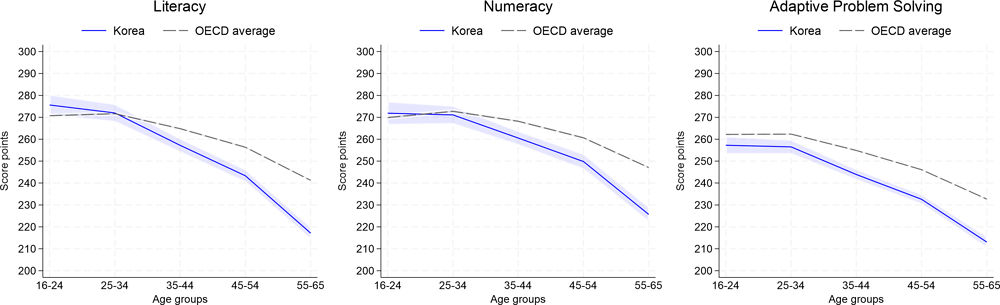 Literacy
Korea OECD average
300
290
280
270
260
250
240
230
220
210
200
Score points
16-24 25-34 35-44 45-54 55-65
Age groups
Numeracy
Korea OECD average
300
290
280
270
260
250
240
230
220
210
200
Score points
16-24 25-34 35-44 45-54 55-65
Age groups
Adaptive Problem Solving
Korea OECD average
300
290
280
270
260
250
240
230
220
210
200
Score points
16-24 25-34 35-44 45-54 55-65
Age groups